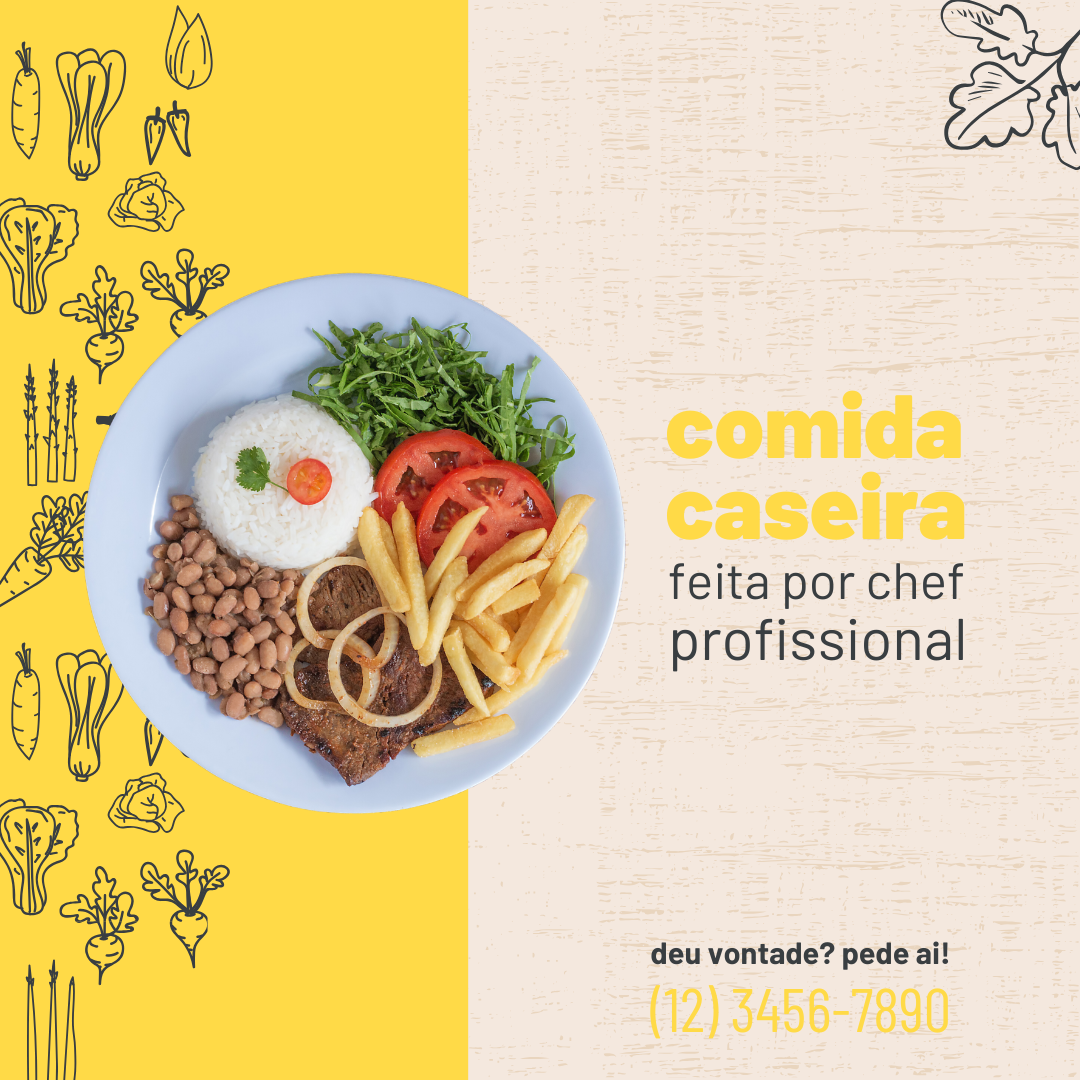 comida
caseira
feita por chef
profissional
deu vontade? pede ai!
(12) 3456-7890